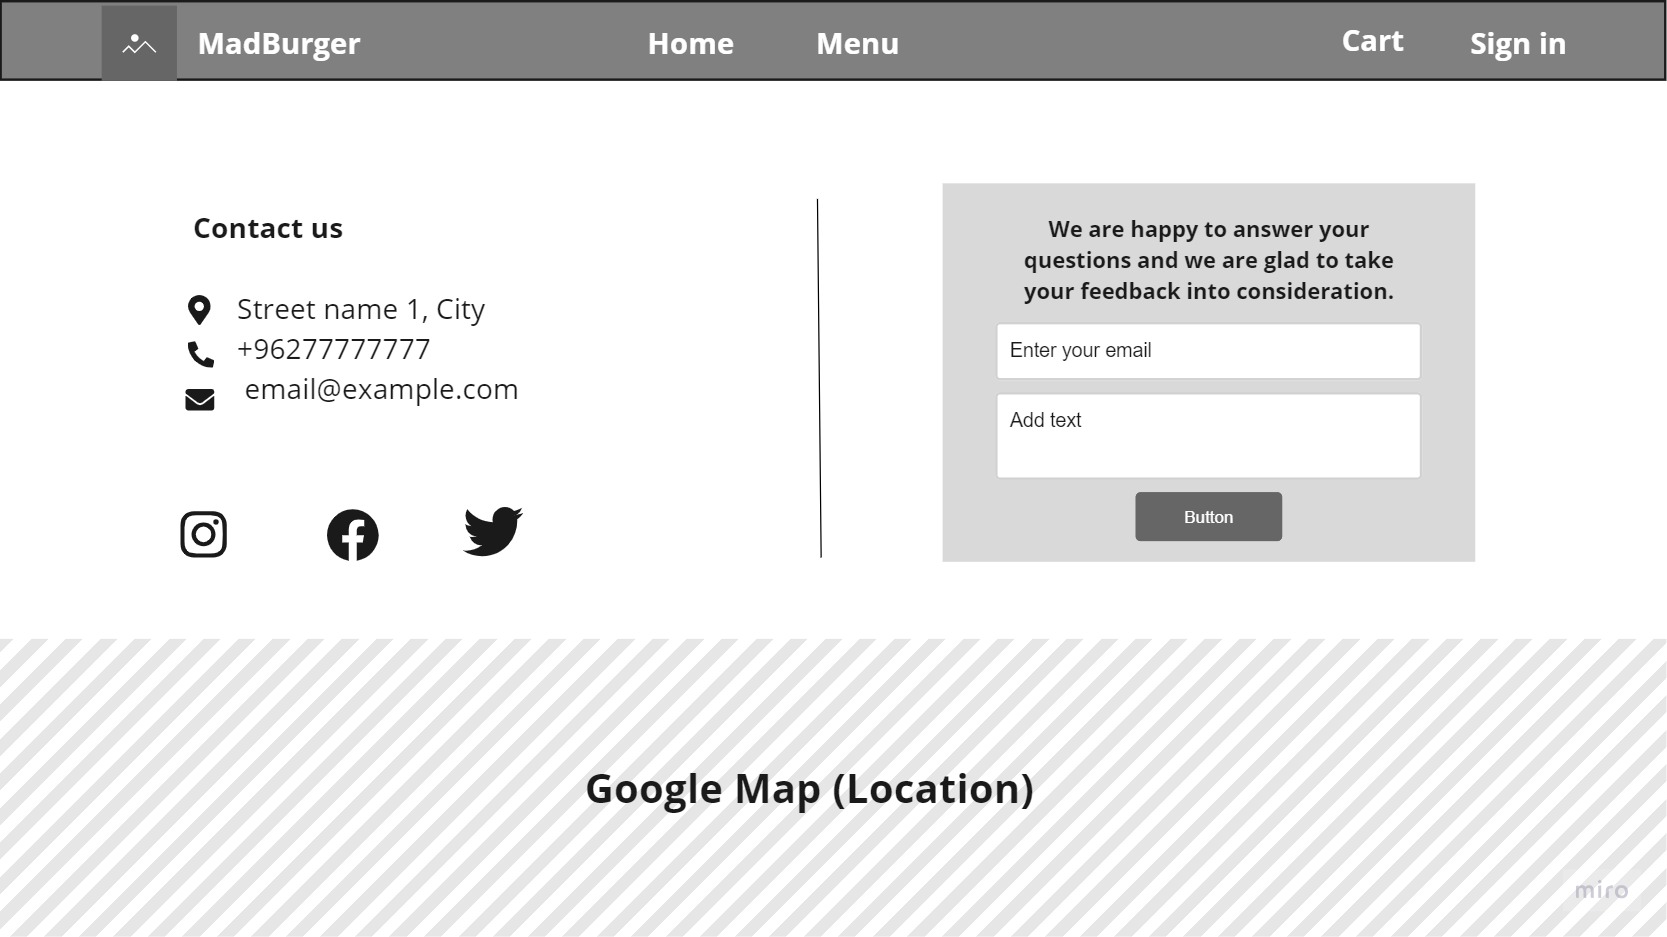 MadBurger Home Menu Cart Sign in
Contact us
Street name 1, City
+96277777777
email@example.com
We are happy to answer your
questions and we are glad to take
your feedback into consideration.
Enter your email
Add text
Button
Google Map (Location)
miro